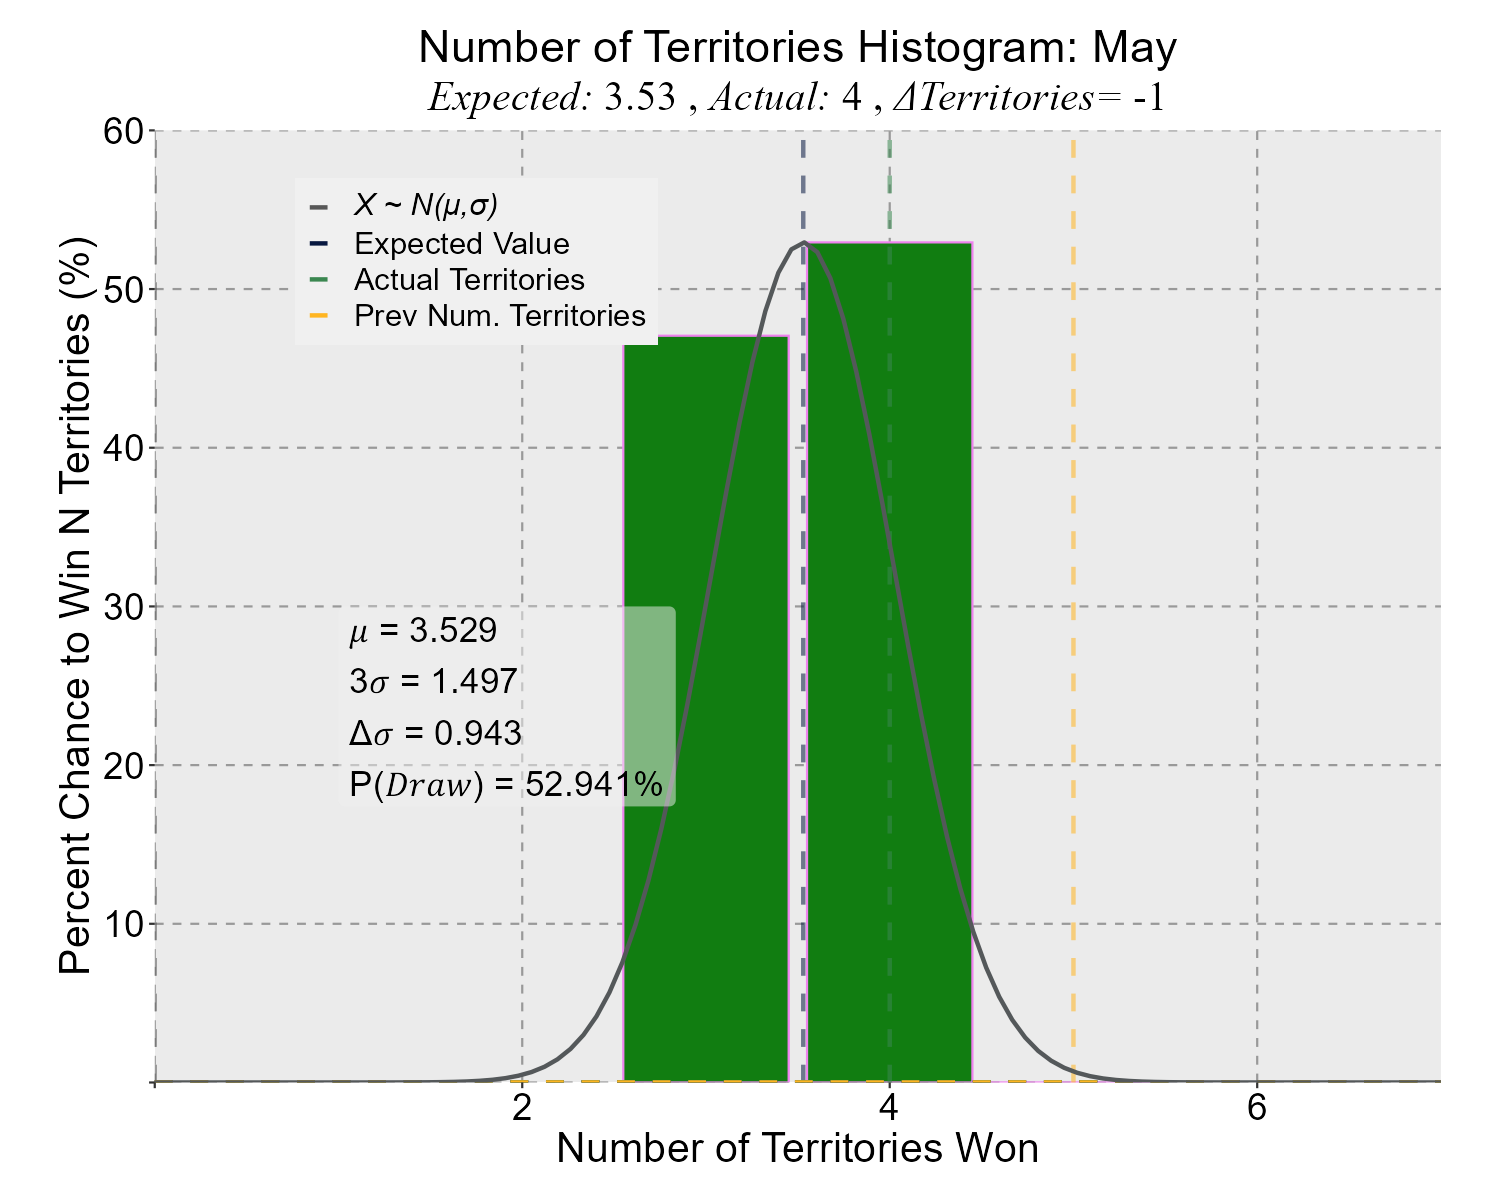 Number of Territories Histogram: May
Expected: 3.53 , Actual: 4 , ΔTerritories= -1
60
50
40
30
20
10
Percent Chance to Win N Territories (%)
X ~ N(μ,σ)
Expected Value
Actual Territories
Prev Num. Territories
μ = 3.529
3σ = 1.497
Δσ = 0.943
P(Draw) = 52.941%
2 4 6
Number of Territories Won